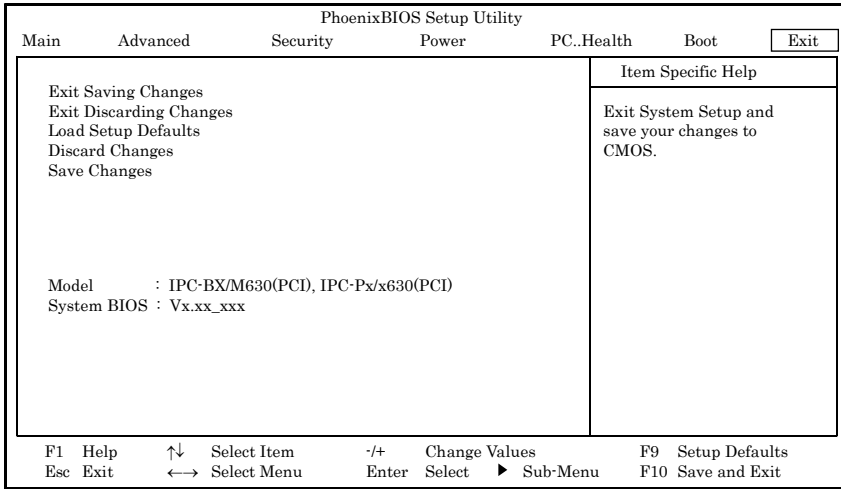 PhoenixBIOS Setup Utility
Main Advanced Security Power PC..Health Boot Exit
Item Specific Help
Exit Saving Changes
Exit Discarding Changes
Load Setup Defaults
Discard Changes
Save Changes
Exit System Setup and
save your changes to
CMOS.
Model : IPC-BX/M630(PCI), IPC-Px/x630(PCI)
System BIOS : Vx.xx_xxx
F1 Help ↑↓ Select Item -/+ Change Values F9 Setup Defaults
Esc Exit ←→ Select Menu Enter Select ▶ Sub-Menu F10 Save and Exit